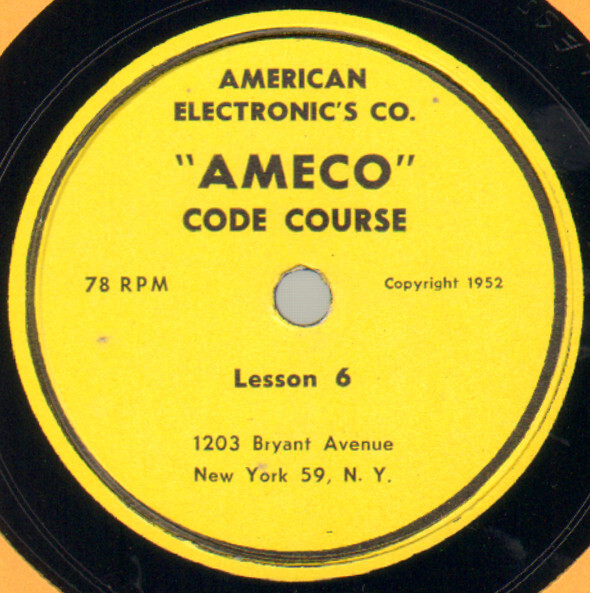 AMERICAN
ELECTRONIC'S CO.
"AMECO"
CODE COURSE
78 RPM
Copyright 1952
Lesson 6
1203 Bryant Avenue
New York 59, N. Y.